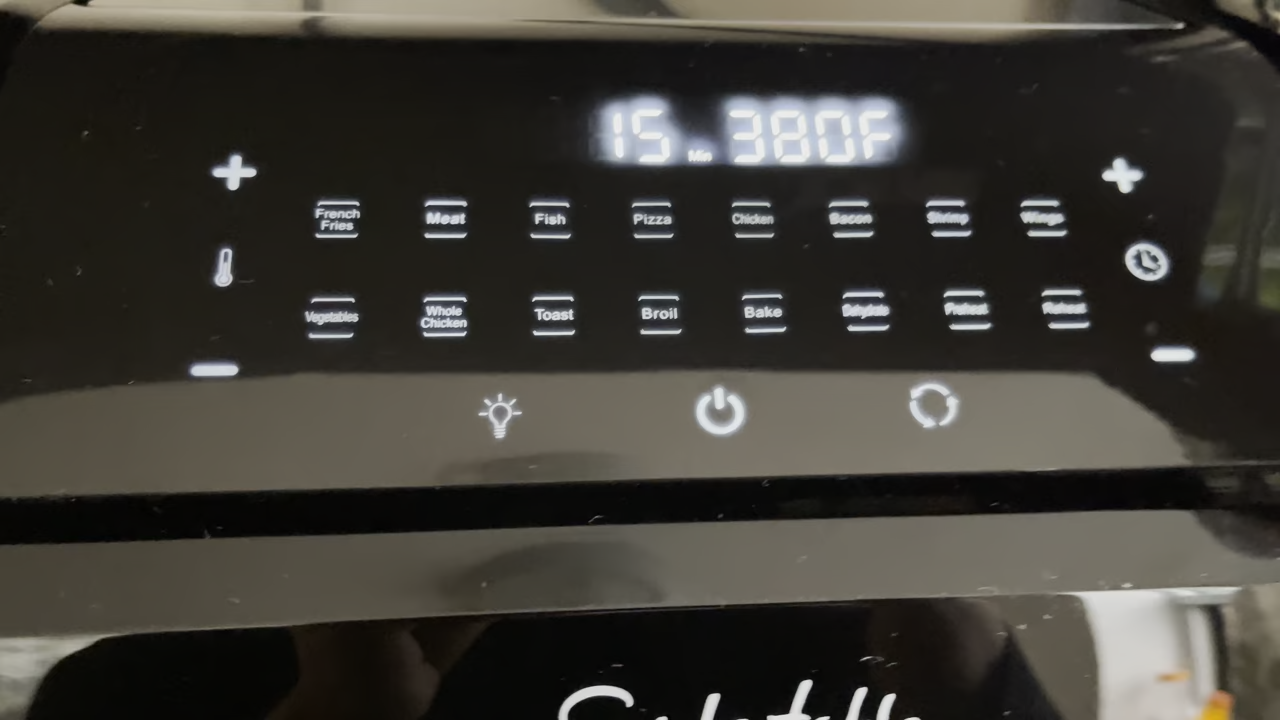 15 Min 380F
French Fries Meat Fish Pizza Chicken Bacon Shrimp Wings
Vegetables Whole Chicken Toast Broil Bake Dehydrate Preheat Reheat